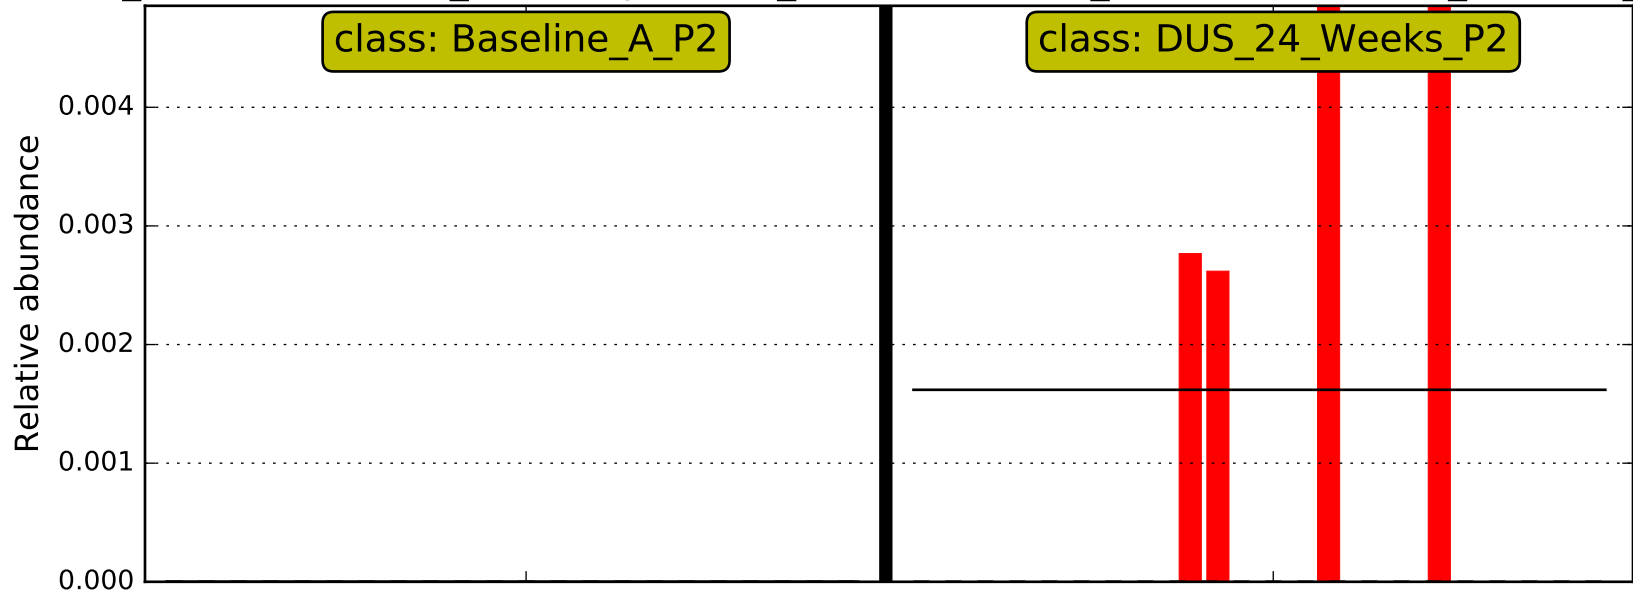 class: Baseline_A_P2
class: DUS_24_Weeks_P2
Relative abundance
0.004
0.003
0.002
0.001
0.000